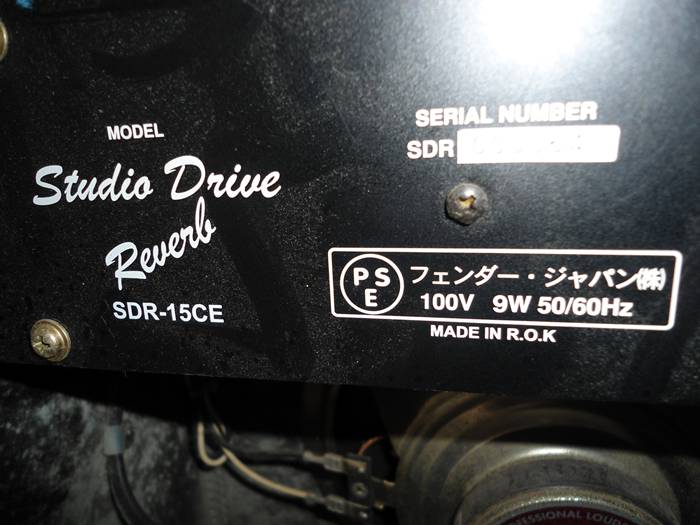 MODEL
Studio Drive
Reverb
SDR-15CE
SERIAL NUMBER
SDR
PS
E
フェンダー・ジャパン㈱
100V 9W 50/60Hz
MADE IN R.O.K